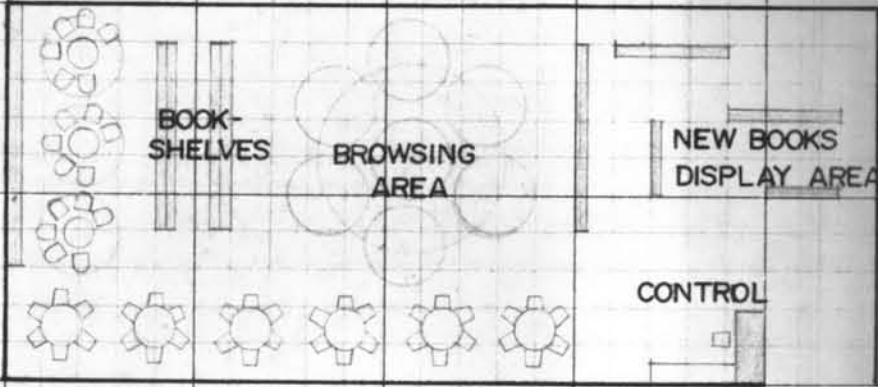 BOOK-
SHELVES
BROWSING
AREA
NEW BOOKS
DISPLAY AREA
CONTROL